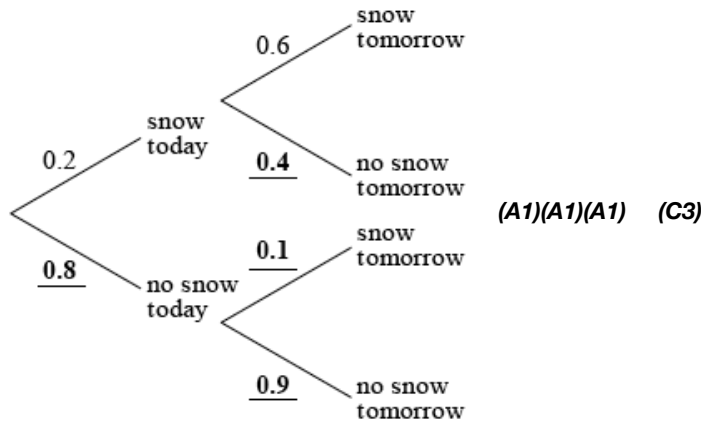 snow
tomorrow
0.6
snow
today
0.2
0.4
no snow
tomorrow
(A1)(A1)(A1) (C3)
snow
tomorrow
0.1
0.8
no snow
today
0.9
no snow
tomorrow